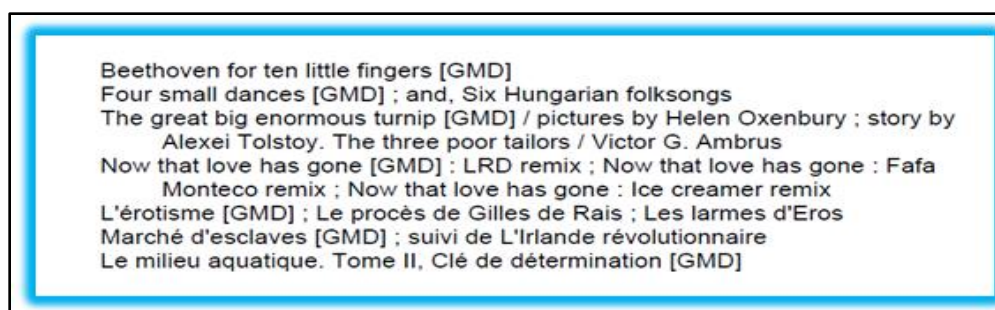 Beethoven for ten little fingers [GMD]
Four small dances [GMD] ; and, Six Hungarian folksongs
The great big enormous turnip [GMD] / pictures by Helen Oxenbury ; story by
Alexei Tolstoy. The three poor tailors / Victor G. Ambrus
Now that love has gone [GMD] : LRD remix ; Now that love has gone : Fafa
Monteco remix ; Now that love has gone : Ice creamer remix
L'érotisme [GMD] ; Le procès de Gilles de Rais ; Les larmes d'Eros
Marché d'esclaves [GMD] ; suivi de L'Irlande révolutionnaire
Le milieu aquatique. Tome II, Clé de détermination [GMD]